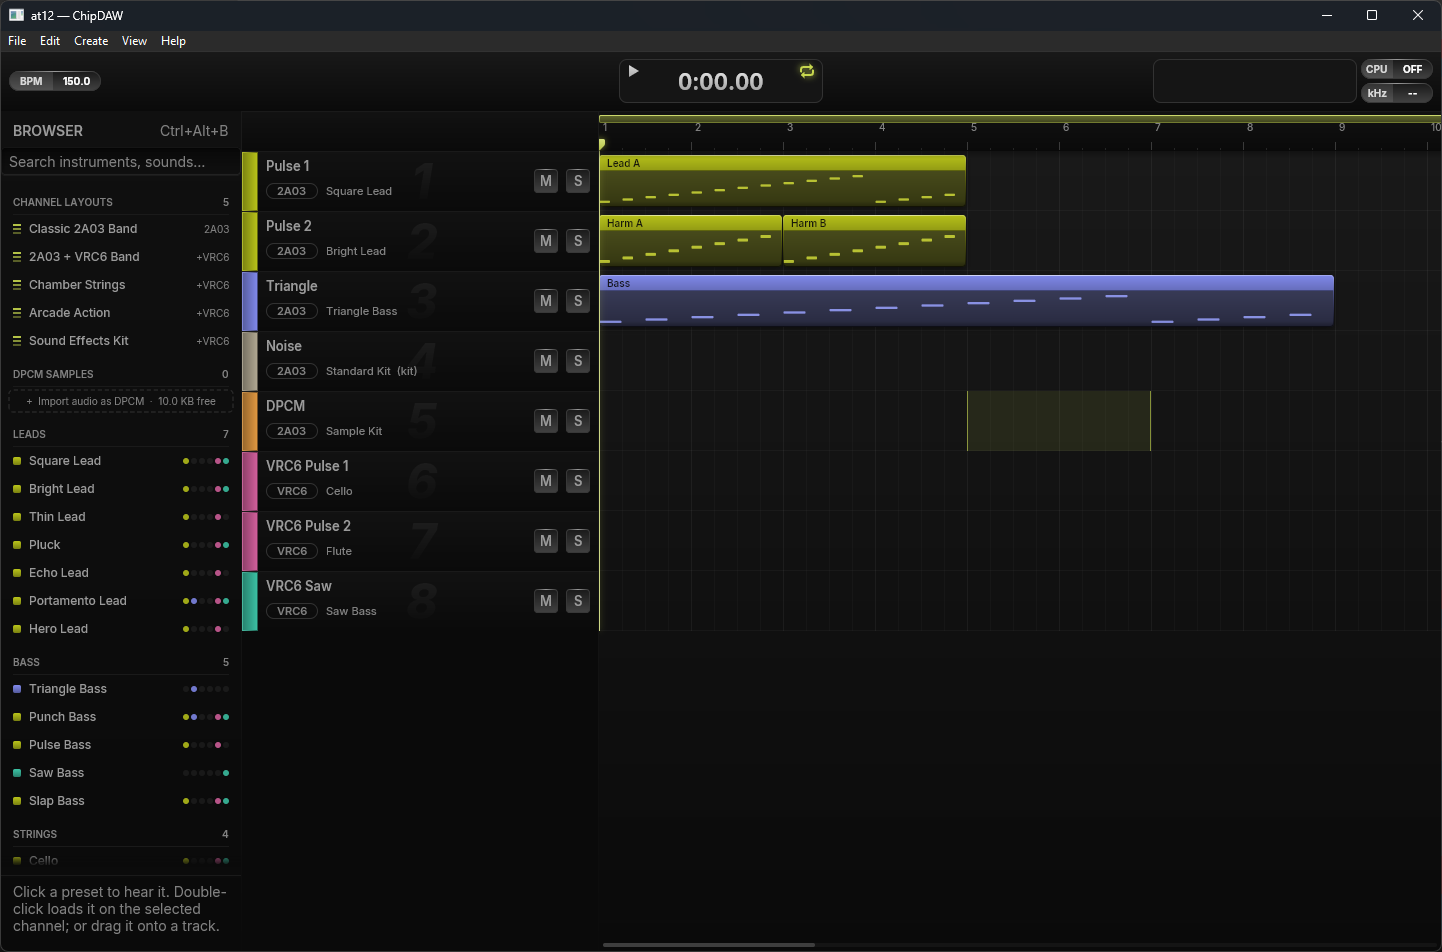 at12 — ChipDAW
File Edit Create View Help
BPM 150.0
0:00.00
CPU OFF
kHz --
BROWSER Ctrl+Alt+B
Search instruments, sounds...
CHANNEL LAYOUTS 5
Classic 2A03 Band 2A03
2A03 + VRC6 Band +VRC6
Chamber Strings +VRC6
Arcade Action +VRC6
Sound Effects Kit +VRC6
DPCM SAMPLES 0
+ Import audio as DPCM · 10.0 KB free
LEADS 7
Square Lead
Bright Lead
Thin Lead
Pluck
Echo Lead
Portamento Lead
Hero Lead
BASS 5
Triangle Bass
Punch Bass
Pulse Bass
Saw Bass
Slap Bass
STRINGS 4
Cello
Click a preset to hear it. Double-
click loads it on the selected
channel; or drag it onto a track.
1 2 3 4 5 6 7 8 9 10
Pulse 1
2A03 Square Lead 1 M S
Lead A
Pulse 2
2A03 Bright Lead 2 M S
Harm A Harm B
Triangle
2A03 Triangle Bass 3 M S
Bass
Noise
2A03 Standard Kit (kit) 4 M S
DPCM
2A03 Sample Kit 5 M S
VRC6 Pulse 1
VRC6 Cello 6 M S
VRC6 Pulse 2
VRC6 Flute 7 M S
VRC6 Saw
VRC6 Saw Bass 8 M S